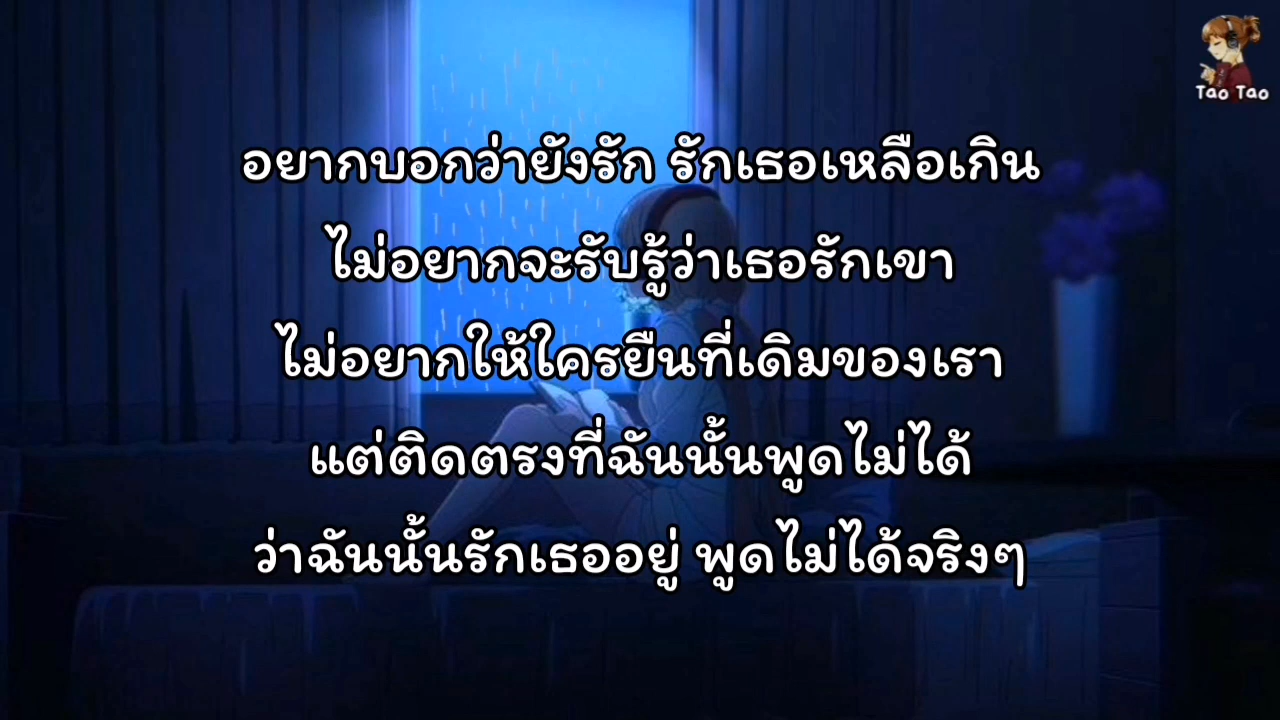 Tao Tao
อยากบอกว่ายังรัก รักเธอเหลือเกิน
ไม่อยากจะรับรู้ว่าเธอรักเขา
ไม่อยากให้ใครยืนที่เดิมของเรา
แต่ติดตรงที่ฉันนั้นพูดไม่ได้
ว่าฉันนั้นรักเธออยู่ พูดไม่ได้จริงๆ